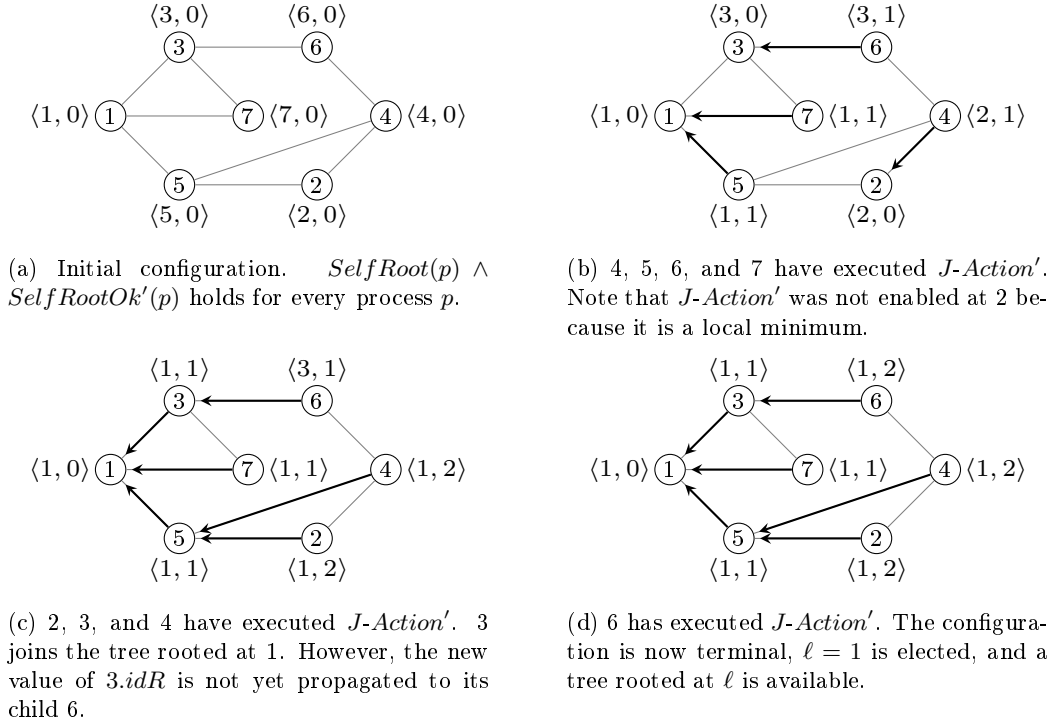 ⟨3, 0⟩ ⟨6, 0⟩
3 6
⟨1, 0⟩ 1 7 ⟨7, 0⟩ 4 ⟨4, 0⟩
5 2
⟨5, 0⟩ ⟨2, 0⟩
(a) Initial configuration. SelfRoot(p) ∧
SelfRootOk′(p) holds for every process p.
⟨3, 0⟩ ⟨3, 1⟩
3 6
⟨1, 0⟩ 1 7 ⟨1, 1⟩ 4 ⟨2, 1⟩
5 2
⟨1, 1⟩ ⟨2, 0⟩
(b) 4, 5, 6, and 7 have executed J-Action′.
Note that J-Action′ was not enabled at 2 be-
cause it is a local minimum.
⟨1, 1⟩ ⟨3, 1⟩
3 6
⟨1, 0⟩ 1 7 ⟨1, 1⟩ 4 ⟨1, 2⟩
5 2
⟨1, 1⟩ ⟨1, 2⟩
(c) 2, 3, and 4 have executed J-Action′. 3
joins the tree rooted at 1. However, the new
value of 3.idR is not yet propagated to its
child 6.
⟨1, 1⟩ ⟨1, 2⟩
3 6
⟨1, 0⟩ 1 7 ⟨1, 1⟩ 4 ⟨1, 2⟩
5 2
⟨1, 1⟩ ⟨1, 2⟩
(d) 6 has executed J-Action′. The configura-
tion is now terminal, ℓ = 1 is elected, and a
tree rooted at ℓ is available.